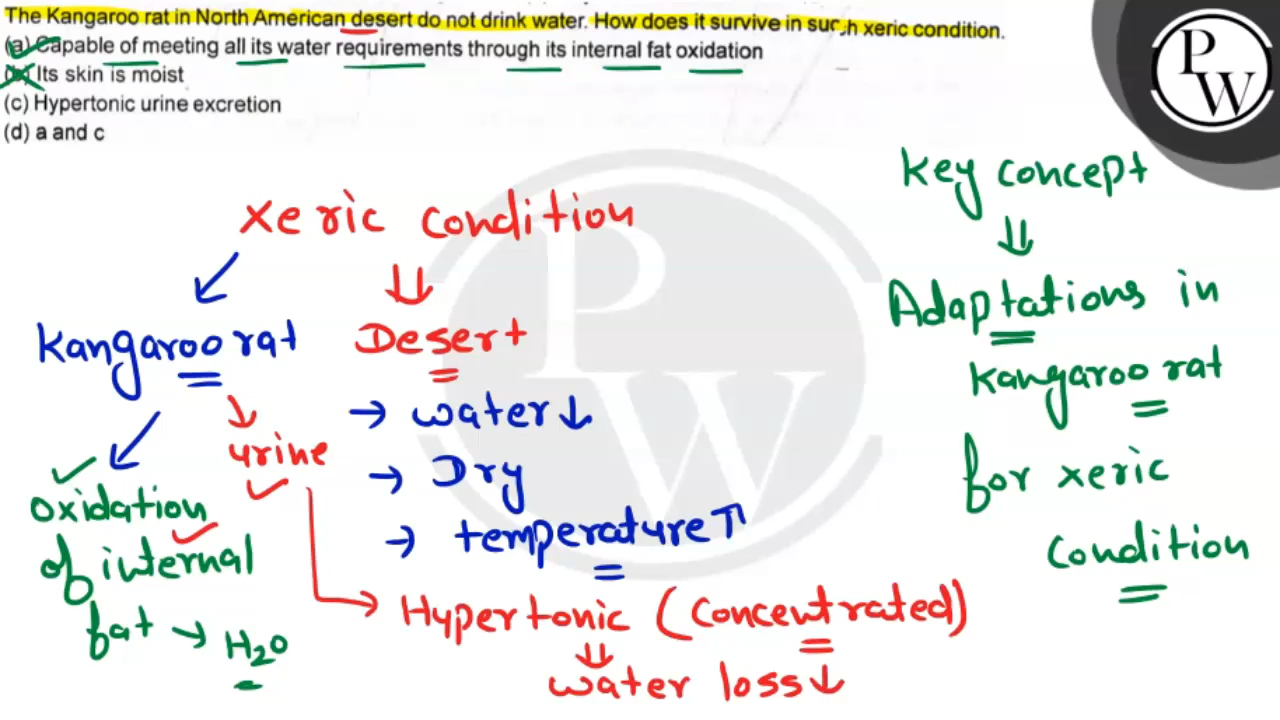 The Kangaroo rat in North American desert do not drink water. How does it survive in such xeric condition.
(a) Capable of meeting all its water requirements through its internal fat oxidation
(b) Its skin is moist
(c) Hypertonic urine excretion
(d) a and c
PW
Key concept
⇓
Adaptations in
Kangaroo rat
for xeric
condition
Xeric condition
Kangaroo rat
Desert
→ water↓
→ Dry
→ temperature↑
urine
oxidation
of internal
fat → H2O
Hypertonic (concentrated)
⇓
water loss↓
PW